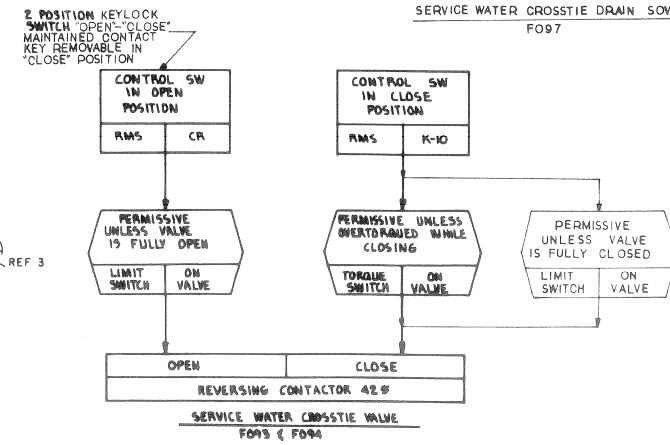 2 POSITION KEYLOCK
SWITCH "OPEN"-"CLOSE"
MAINTAINED CONTACT
KEY REMOVABLE IN
"CLOSE" POSITION
SERVICE WATER CROSSTIE DRAIN SOV
F097
CONTROL SW
IN OPEN
POSITION
RMS CR
CONTROL SW
IN CLOSE
POSITION
RMS K-10
PERMISSIVE
UNLESS VALVE
IS FULLY OPEN
LIMIT ON
SWITCH VALVE
PERMISSIVE UNLESS
OVERTORQUED WHILE
CLOSING
TORQUE ON
SWITCH VALVE
PERMISSIVE
UNLESS VALVE
IS FULLY CLOSED
LIMIT ON
SWITCH VALVE
REF 3
OPEN CLOSE
REVERSING CONTACTOR 42
SERVICE WATER CROSSTIE VALVE
F093 & F094